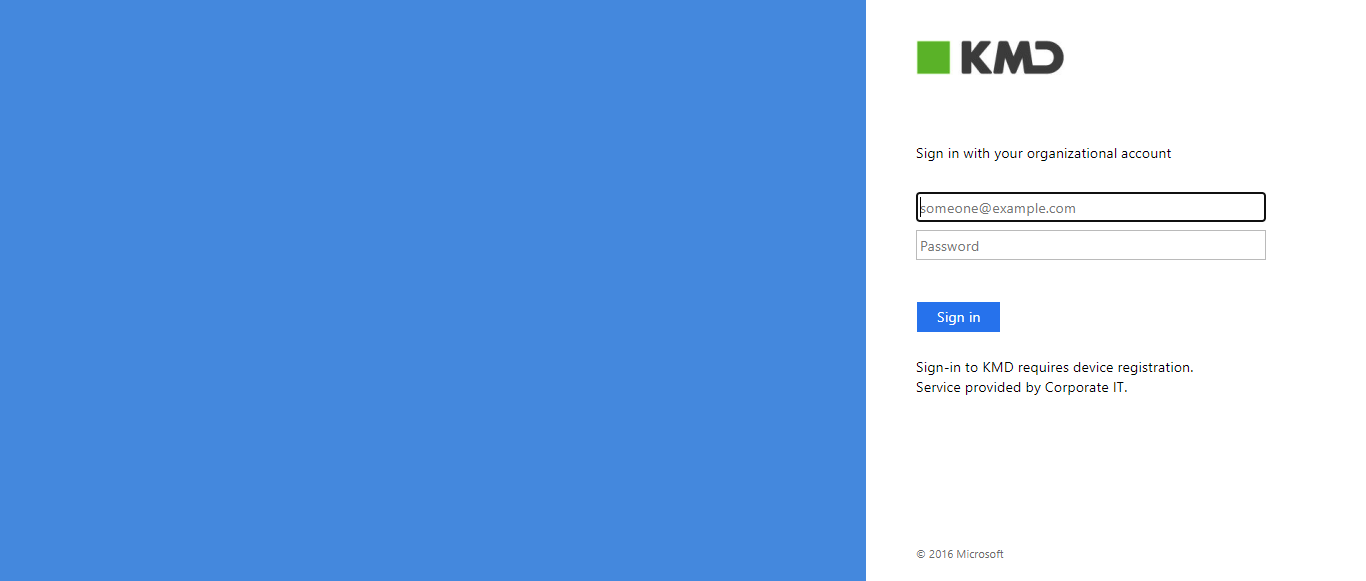 KMD
Sign in with your organizational account
someone@example.com
Password
Sign in
Sign-in to KMD requires device registration.
Service provided by Corporate IT.
© 2016 Microsoft